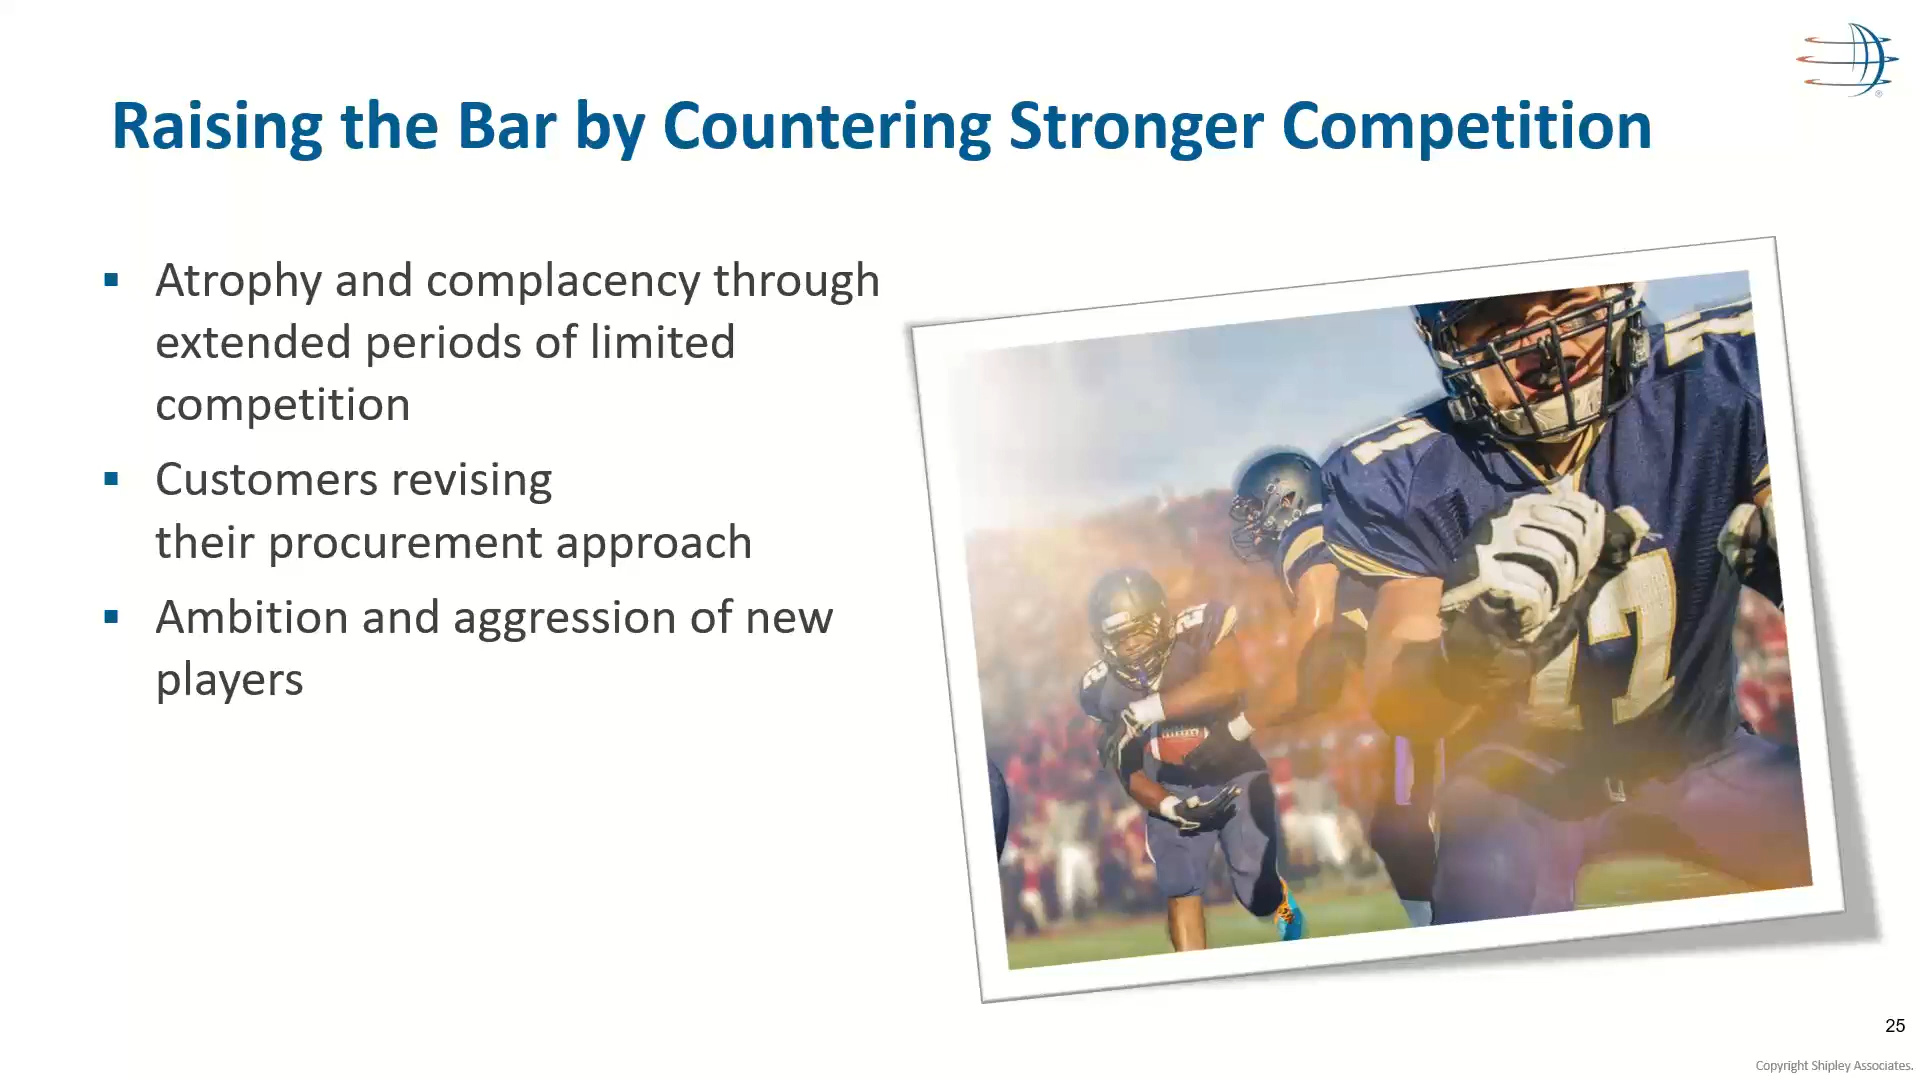 Raising the Bar by Countering Stronger Competition
▪ Atrophy and complacency through
extended periods of limited
competition
▪ Customers revising
their procurement approach
▪ Ambition and aggression of new
players
77
25
Copyright Shipley Associates.